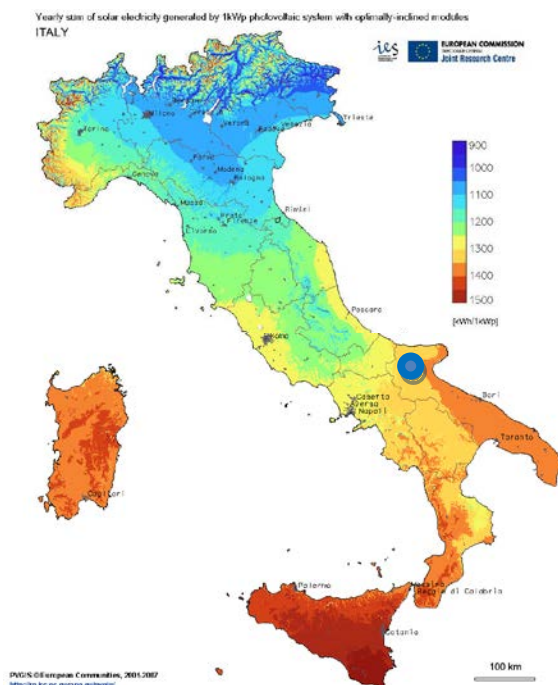 Yearly sum of solar electricity generated by 1kWp photovoltaic system with optimally-inclined modules
ITALY
ies
EUROPEAN COMMISSION
Joint Research Centre
Trieste
Milano
Verona
Venezia
Torino
Parma
Modena
Bologna
Genova
Rimini
Massa
Prato
Firenze
Livorno
900
1000
1100
1200
1300
1400
1500
[kWh/1kWp]
Pescara
Roma
Caserta
Aversa
Napoli
Bari
Taranto
Cagliari
Palermo
Messina
Reggio di Calabria
Catania
100 km
PVGIS © European Communities, 2001-2007